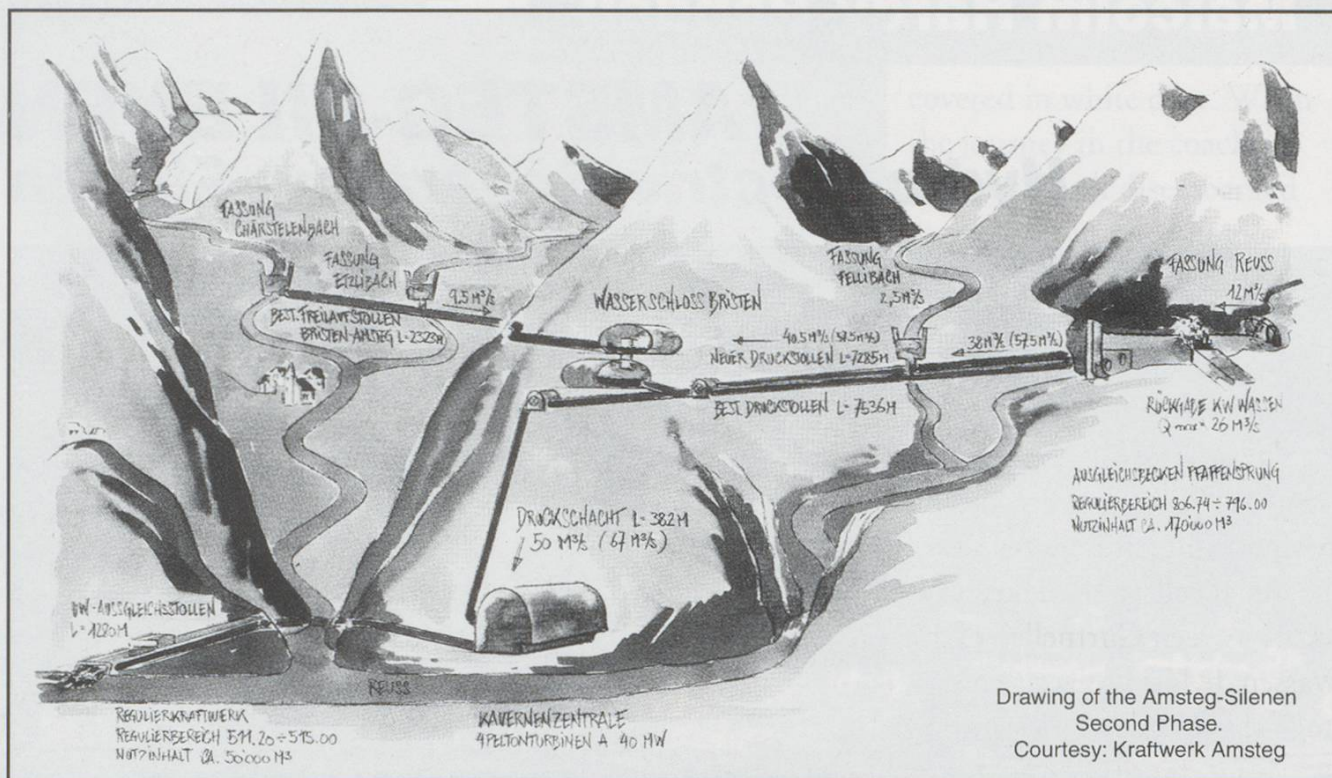 FASSUNG
CHÄRSTELENBACH
FASSUNG
ETZLIBACH
9,5 M³/s
BEST. FREILAUFSTOLLEN
BRISTEN-AMSTEG L=2323M
WASSERSCHLOSS BRISTEN
FASSUNG
FELLIBACH
2,5 M³/s
FASSUNG REUSS
12 M³/s
40.5 M³/s (57.5 M³/s)
NEUER DRUCKSTOLLEN L=7285M
38 M³/s (57.5 M³/s)
BEST. DRUCKSTOLLEN L= 7536M
RÜCKGABE KW WASSEN
Q max= 26 M³/s
AUSGLEICHSBECKEN PFAFFENSPRUNG
REGULIERBEREICH 806.74÷796.00
NUTZINHALT CA. 170'000 M³
DRUCKSCHACHT L=382M
50 M³/s (67 M³/s)
UW-AUSGLEICHSSTOLLEN
L=1280M
REUSS
REGULIERKRAFTWERK
REGULIERBEREICH 511.20÷515.00
NUTZINHALT CA. 50'000 M³
KAVERNENZENTRALE
4 PELTONTURBINEN A 40 MW
Drawing of the Amsteg-Silenen
Second Phase.
Courtesy: Kraftwerk Amsteg